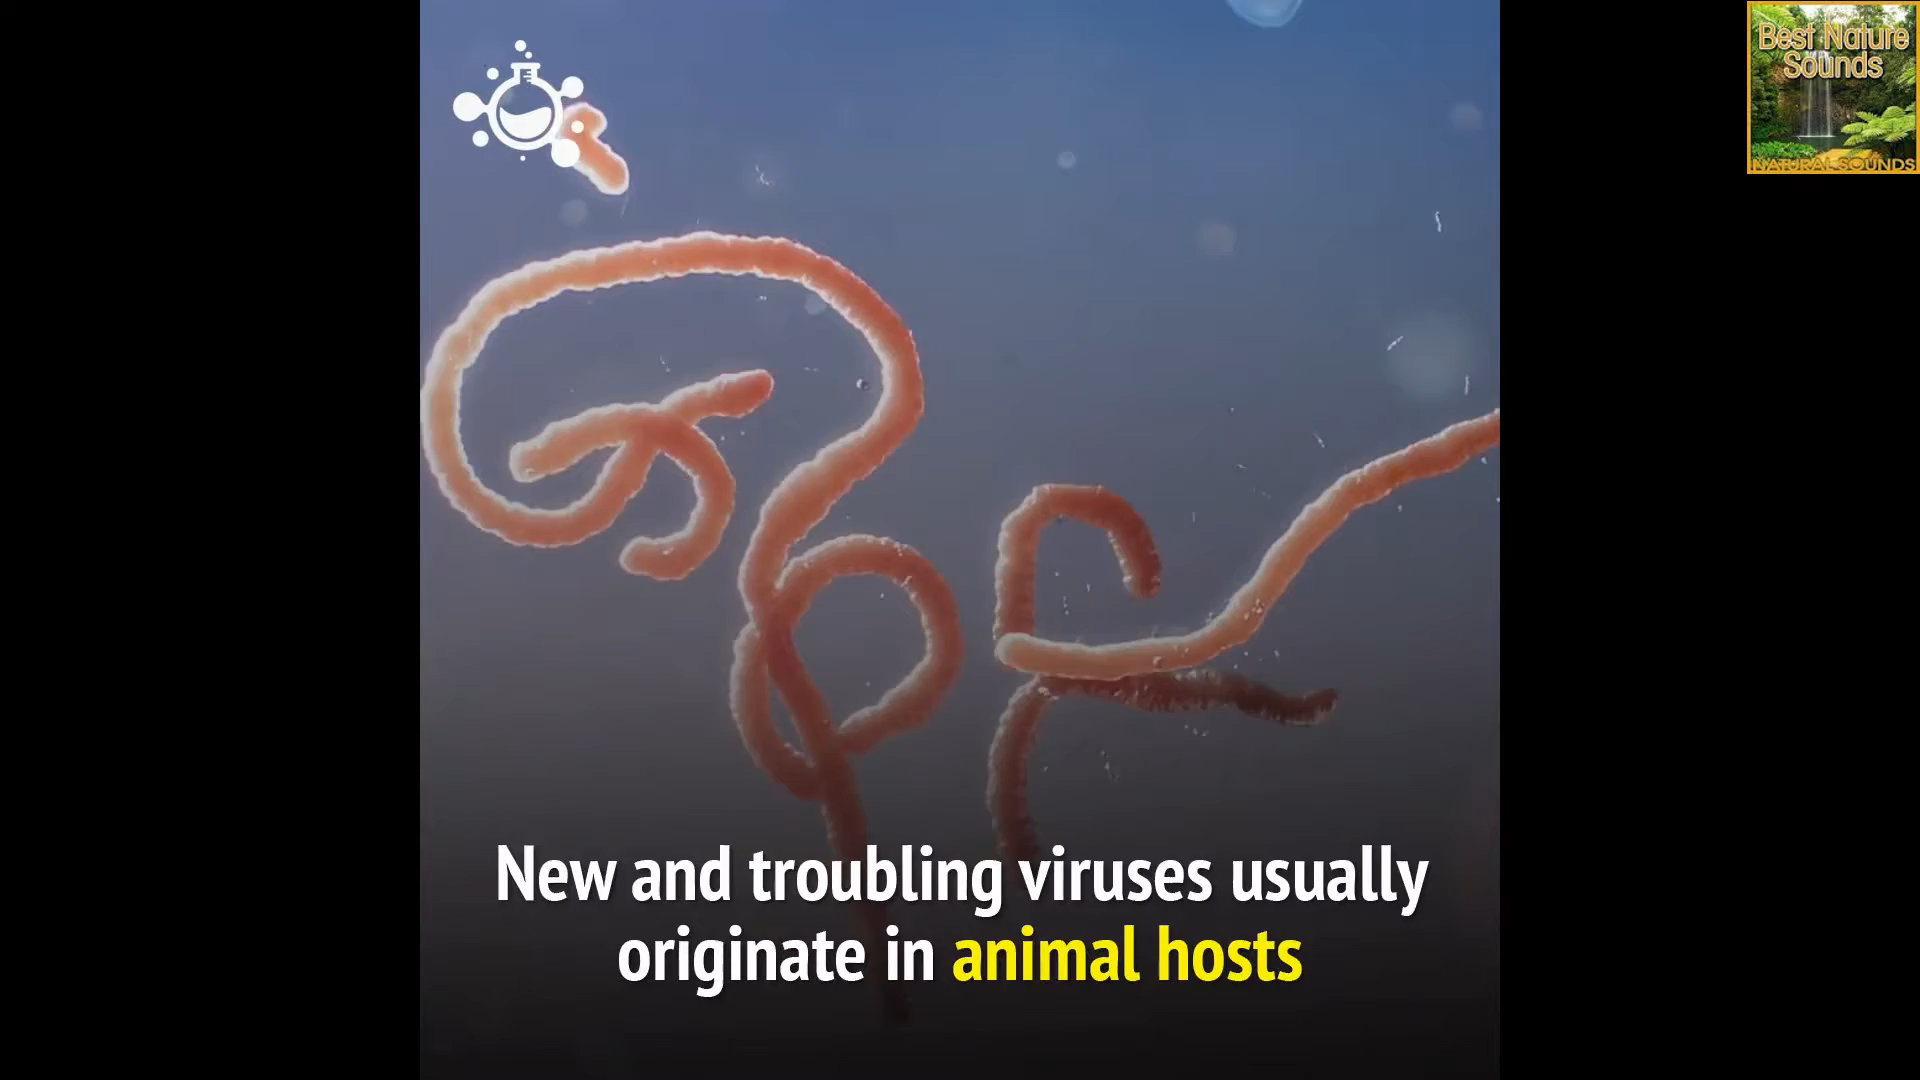 Best Nature
Sounds
NATURAL SOUNDS
New and troubling viruses usually
originate in animal hosts